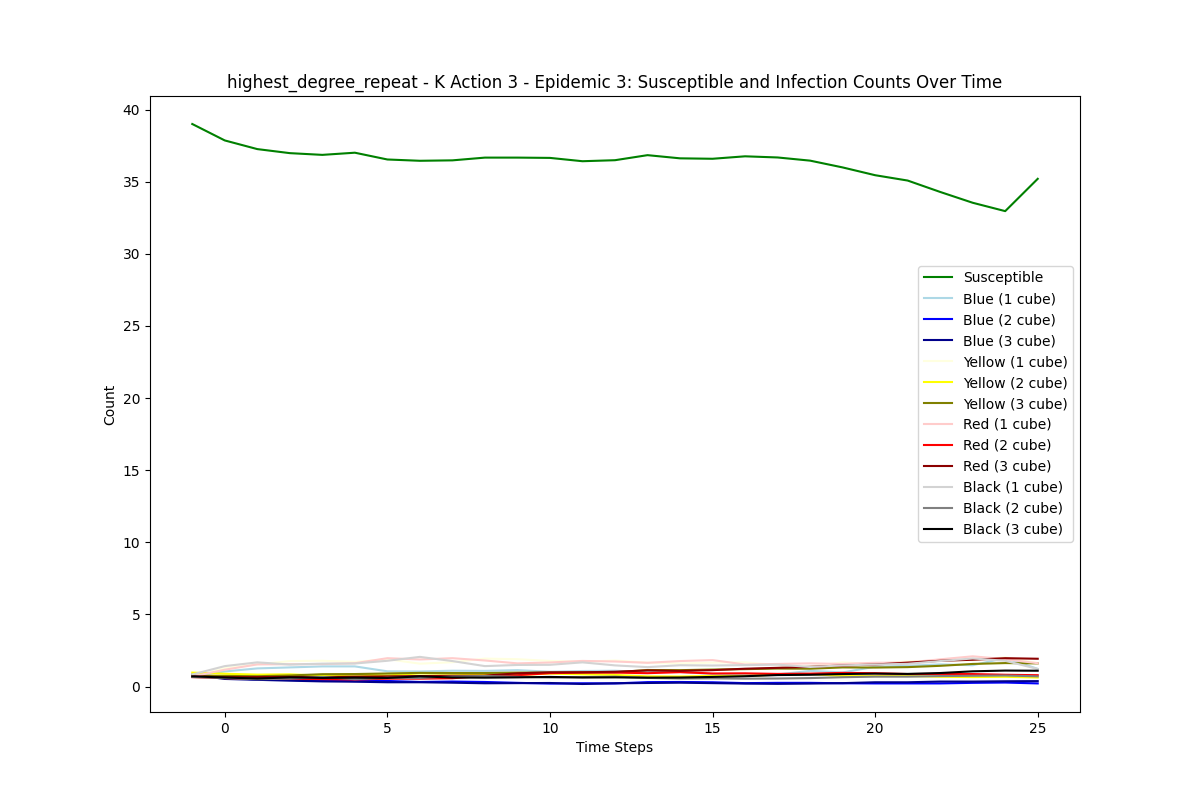 highest_degree_repeat - K Action 3 - Epidemic 3: Susceptible and Infection Counts Over Time
40
35
30
25
20
15
10
5
0
Count
Susceptible
Blue (1 cube)
Blue (2 cube)
Blue (3 cube)
Yellow (1 cube)
Yellow (2 cube)
Yellow (3 cube)
Red (1 cube)
Red (2 cube)
Red (3 cube)
Black (1 cube)
Black (2 cube)
Black (3 cube)
0 5 10 15 20 25
Time Steps